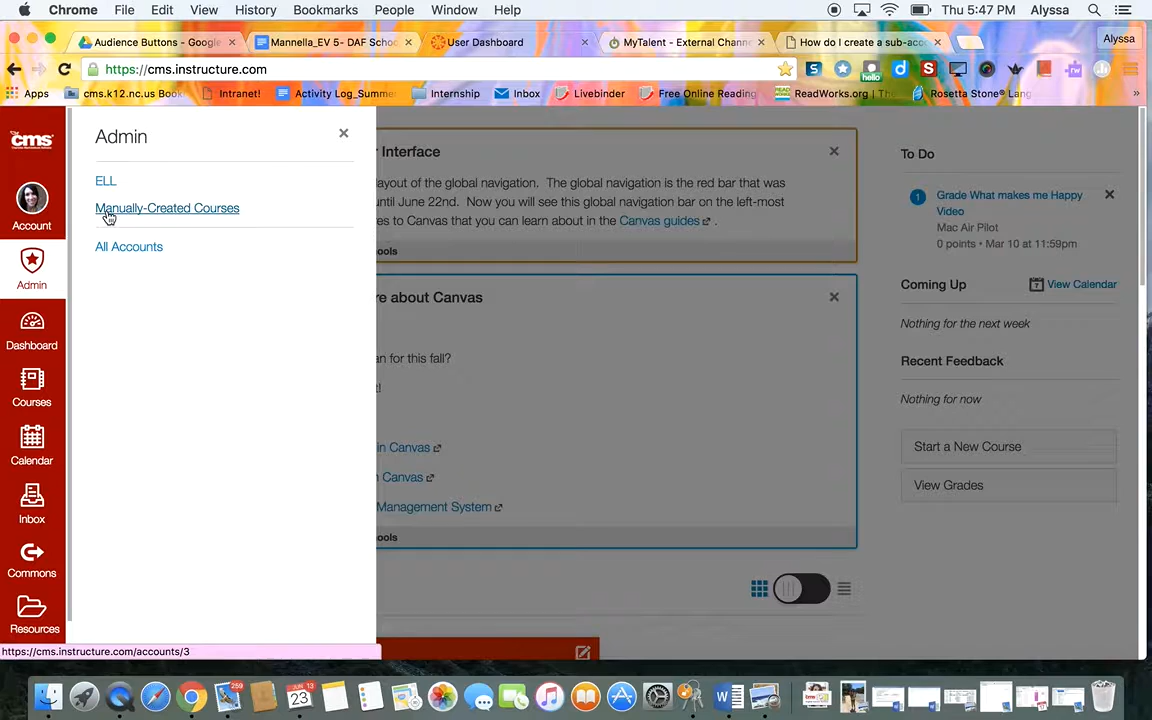 Chrome File Edit View History Bookmarks People Window Help Thu 5:47 PM Alyssa
Audience Buttons - Google Mannella_EV 5- DAF Schoo User Dashboard MyTalent - External Chann How do I create a sub-acc Alyssa
https://cms.instructure.com hello
Apps cms.k12.nc.us Book Intranet! Activity Log_Summe Internship Inbox Livebinder Free Online Reading ReadWorks.org | The Rosetta Stone® Lang »
cms
Account
Admin
Dashboard
Courses
Calendar
Inbox
Commons
Resources
Admin
ELL
Manually-Created Courses
All Accounts
r Interface
layout of the global navigation. The global navigation is the red bar that was
until June 22nd. Now you will see this global navigation bar on the left-most
es to Canvas that you can learn about in the Canvas guides .
ools
re about Canvas
an for this fall?
t!
in Canvas
n Canvas
Management System
ools
To Do
1 Grade What makes me Happy
Video
Mac Air Pilot
0 points • Mar 10 at 11:59pm
Coming Up View Calendar
Nothing for the next week
Recent Feedback
Nothing for now
Start a New Course
View Grades
https://cms.instructure.com/accounts/3
259
JUN 13
23